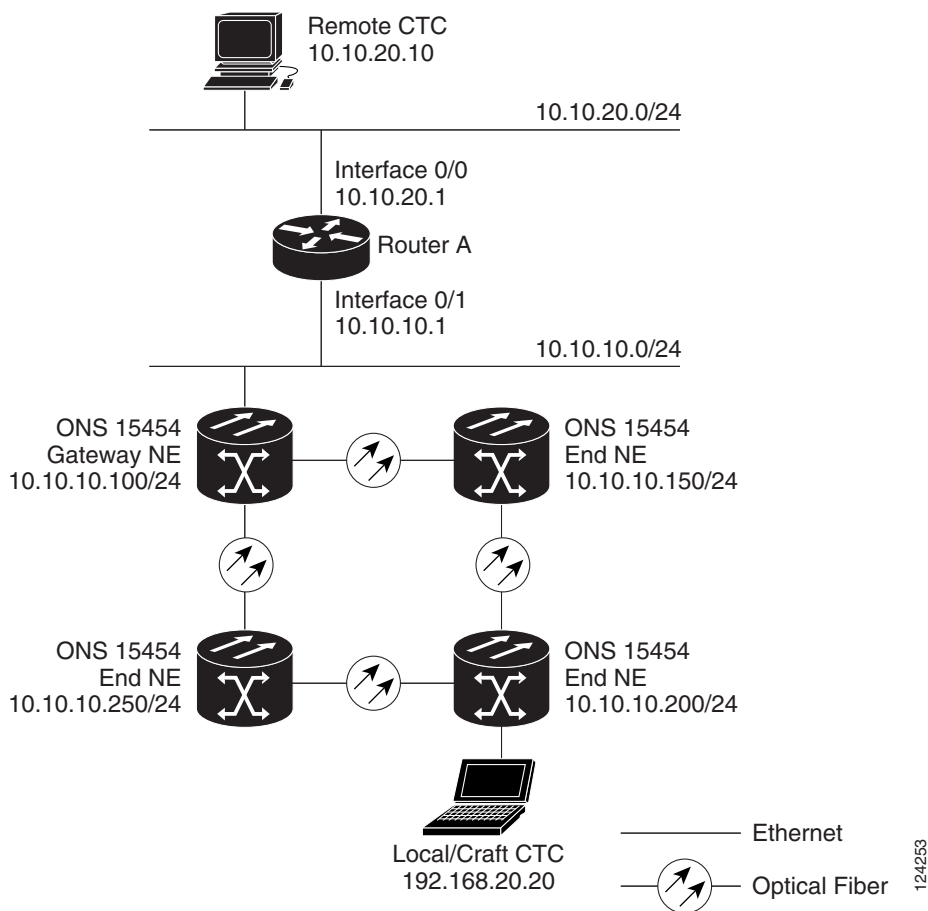 Remote CTC
10.10.20.10
10.10.20.0/24
Interface 0/0
10.10.20.1
Router A
Interface 0/1
10.10.10.1
10.10.10.0/24
ONS 15454
Gateway NE
10.10.10.100/24
ONS 15454
End NE
10.10.10.150/24
ONS 15454
End NE
10.10.10.250/24
ONS 15454
End NE
10.10.10.200/24
Local/Craft CTC
192.168.20.20
Ethernet
Optical Fiber
124253